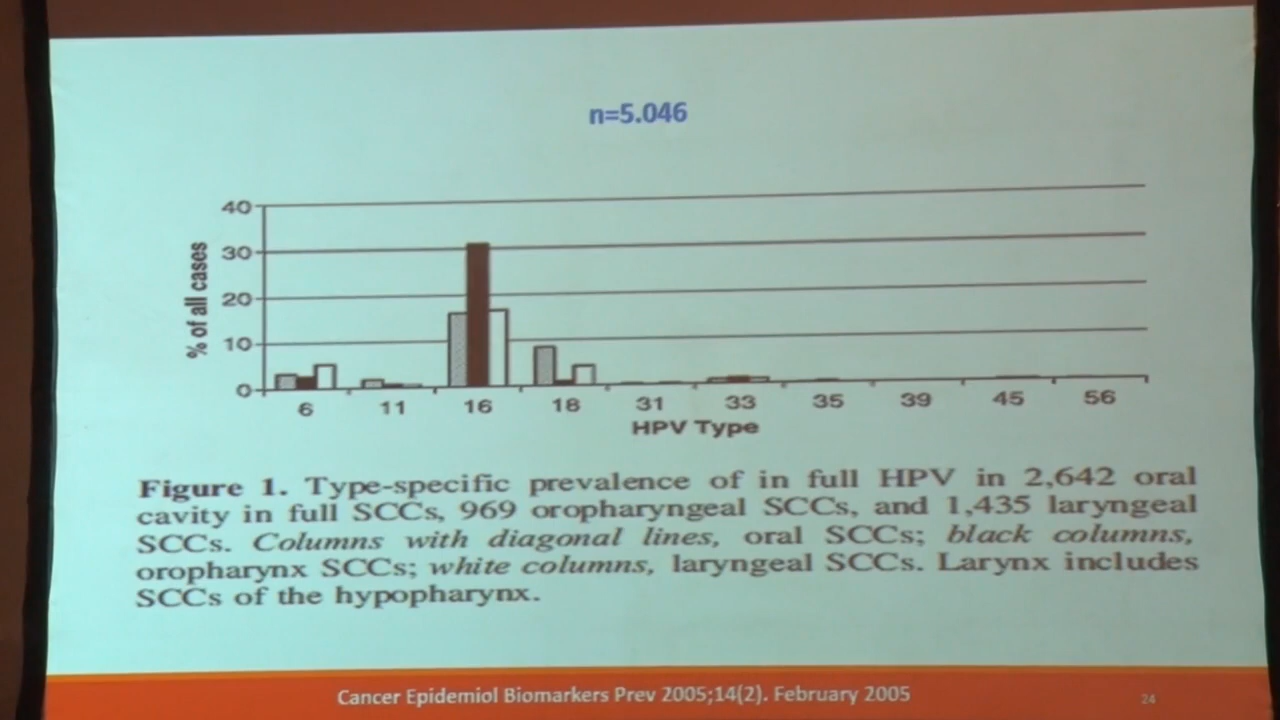 n=5.046
40
30
20
10
0
% of all cases
6 11 16 18 31 33 35 39 45 56
HPV Type
Figure 1. Type-specific prevalence of in full HPV in 2,642 oral
cavity in full SCCs, 969 oropharyngeal SCCs, and 1,435 laryngeal
SCCs. Columns with diagonal lines, oral SCCs; black columns,
oropharynx SCCs; white columns, laryngeal SCCs. Larynx includes
SCCs of the hypopharynx.
Cancer Epidemiol Biomarkers Prev 2005;14(2). February 2005
24